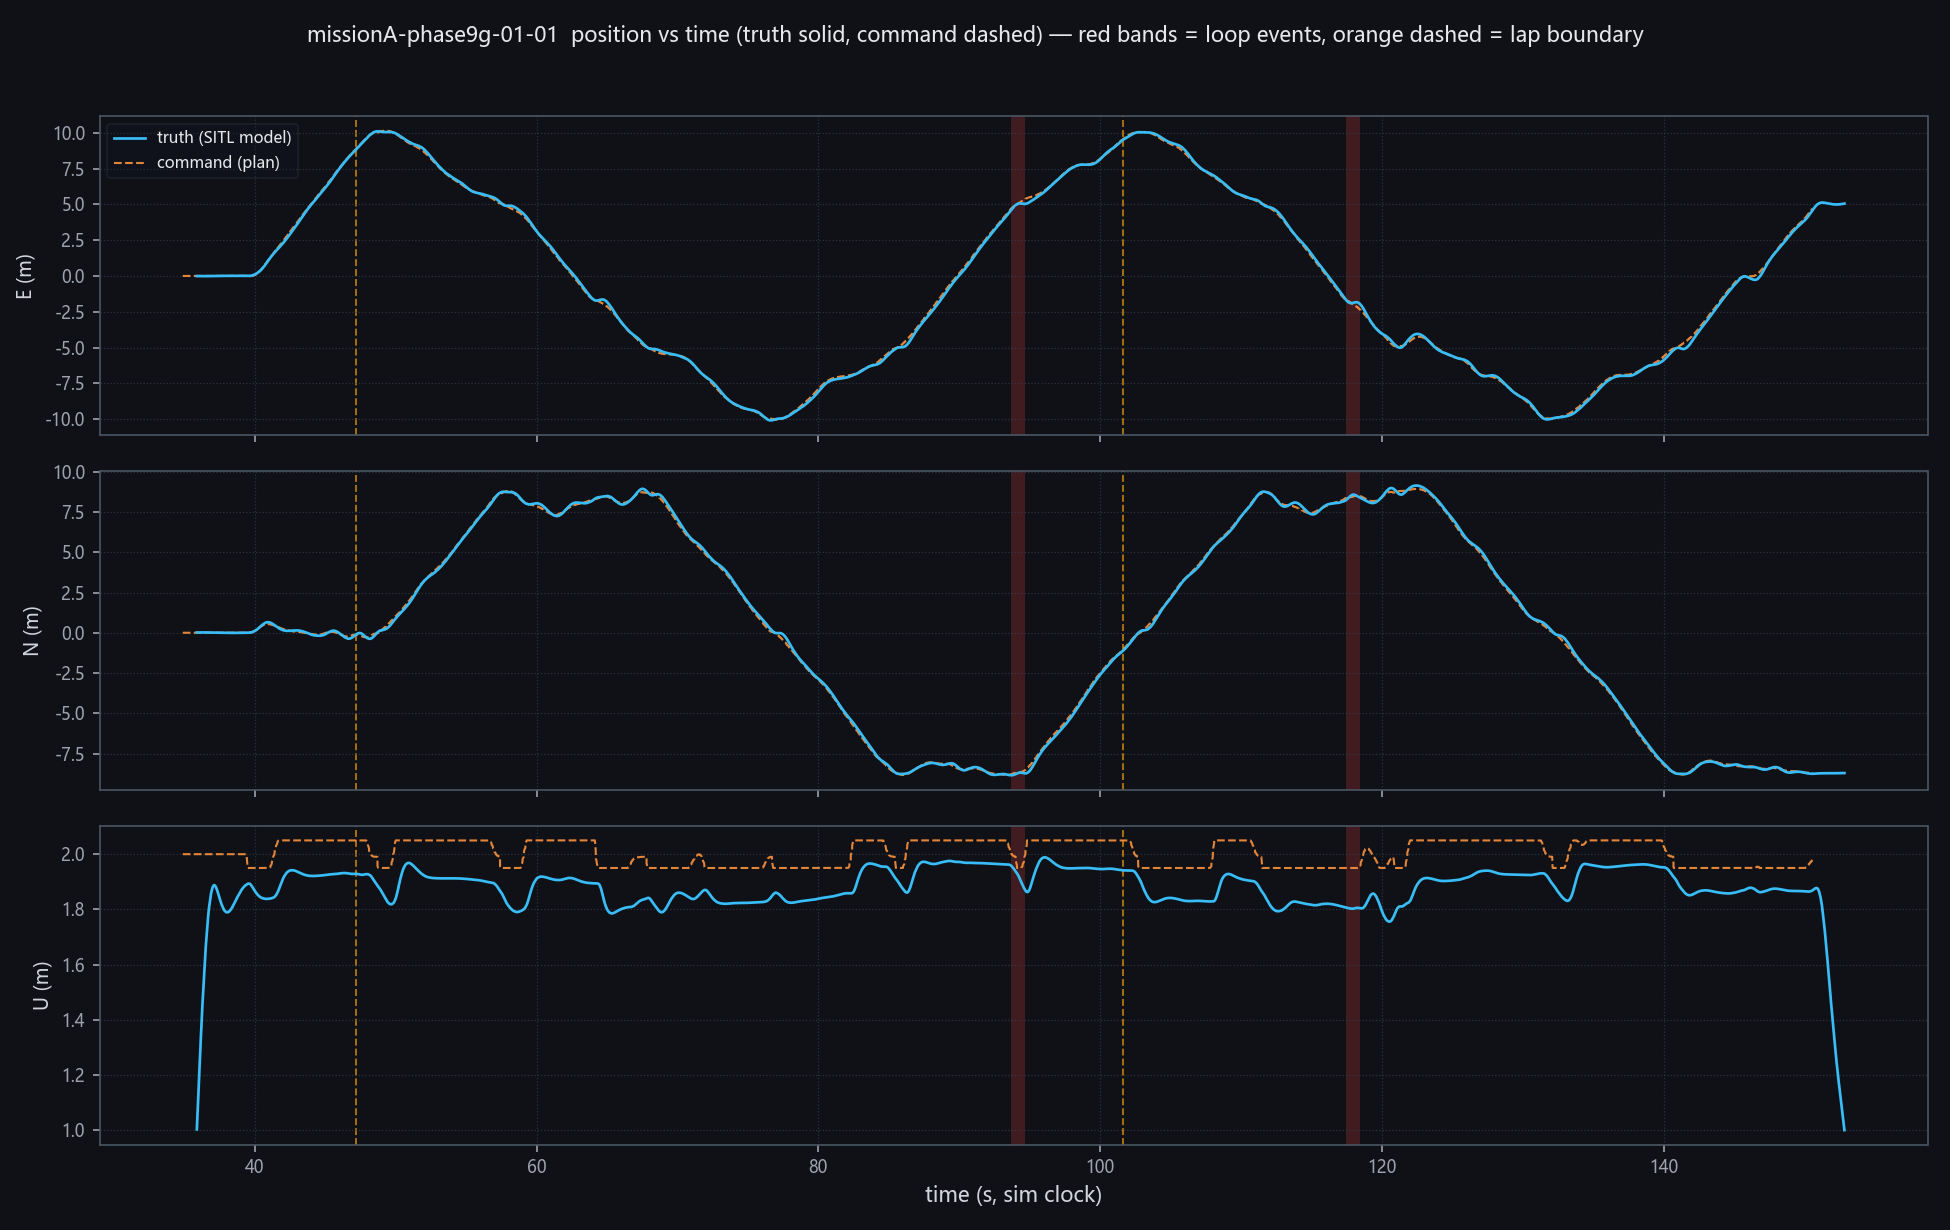 missionA-phase9g-01-01  position vs time (truth solid, command dashed) — red bands = loop events, orange dashed = lap boundary
truth (SITL model)
command (plan)
E (m)
10.0
7.5
5.0
2.5
0.0
-2.5
-5.0
-7.5
-10.0
N (m)
10.0
7.5
5.0
2.5
0.0
-2.5
-5.0
-7.5
U (m)
2.0
1.8
1.6
1.4
1.2
1.0
40 60 80 100 120 140
time (s, sim clock)